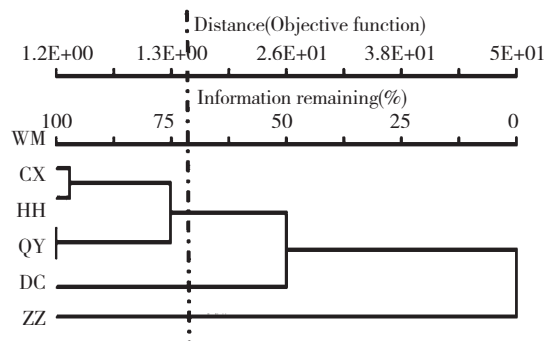 Distance(Objective function)
1.2E+00 1.3E+00 2.6E+01 3.8E+01 5E+01
Information remaining(%)
100 75 50 25 0
WM
CX
HH
QY
DC
ZZ